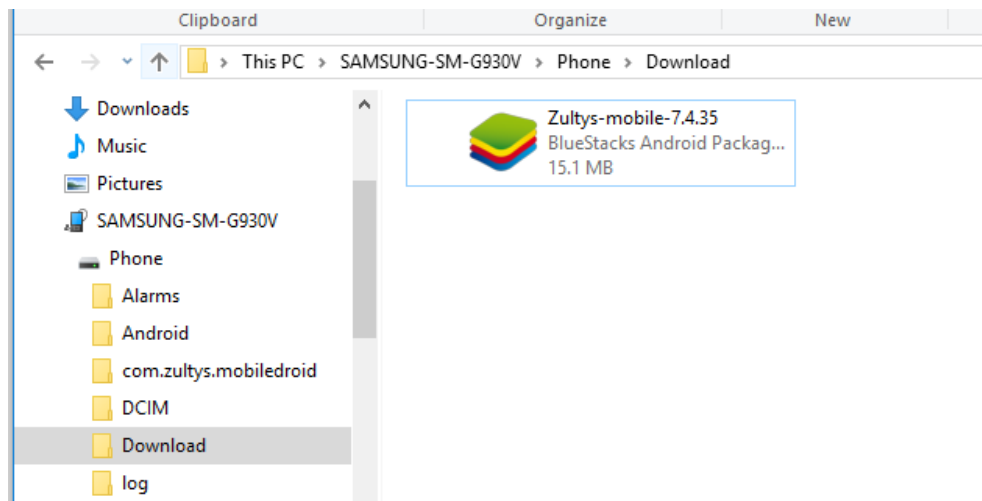 Clipboard Organize New
This PC > SAMSUNG-SM-G930V > Phone > Download
Downloads
Music
Pictures
SAMSUNG-SM-G930V
Phone
Alarms
Android
com.zultys.mobiledroid
DCIM
Download
log
Zultys-mobile-7.4.35
BlueStacks Android Packag...
15.1 MB